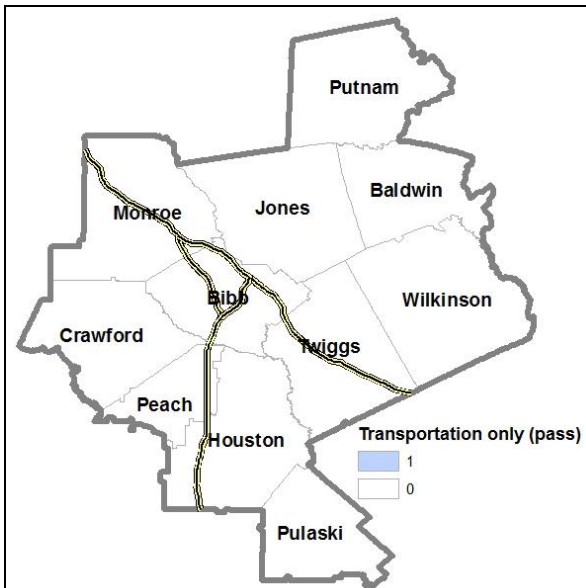 Putnam
Baldwin
Monroe
Jones
Wilkinson
Bibb
Crawford
Twiggs
Peach
Houston
Transportation only (pass)
1
0
Pulaski